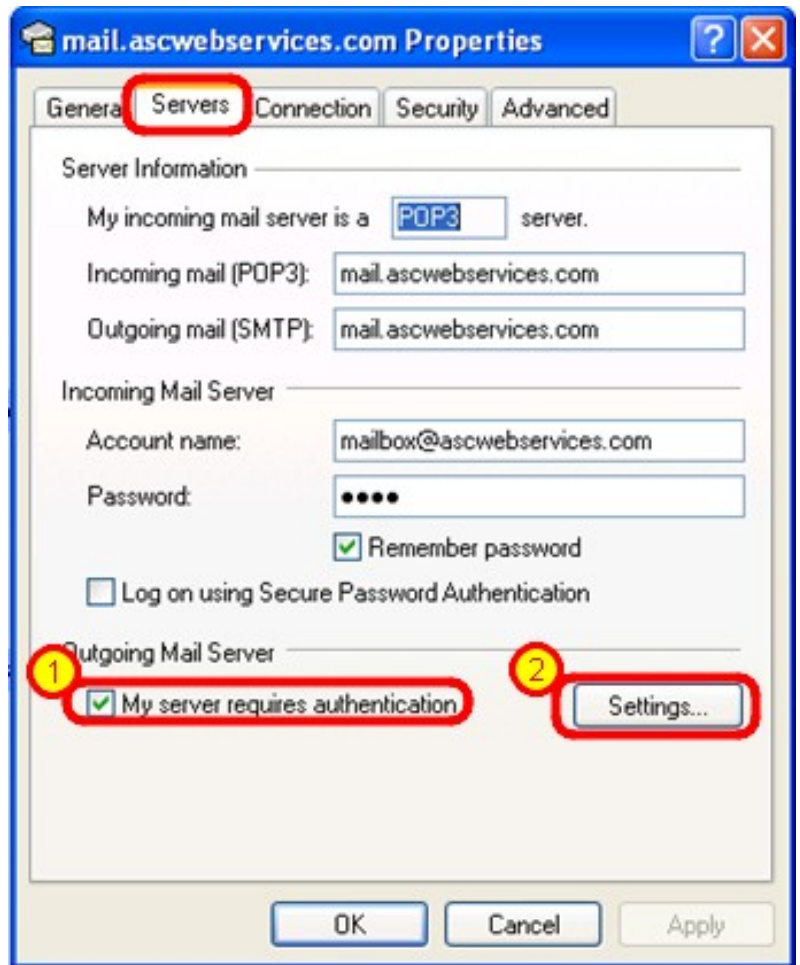 mail.ascwebservices.com Properties
General Servers Connection Security Advanced
Server Information
My incoming mail server is a POP3 server.
Incoming mail (POP3): mail.ascwebservices.com
Outgoing mail (SMTP): mail.ascwebservices.com
Incoming Mail Server
Account name: mailbox@ascwebservices.com
Password: ••••
Remember password
Log on using Secure Password Authentication
Outgoing Mail Server
1 My server requires authentication 2 Settings...
OK Cancel Apply